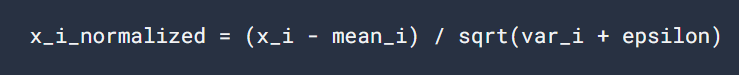 x_i_normalized = (x_i - mean_i) / sqrt(var_i + epsilon)